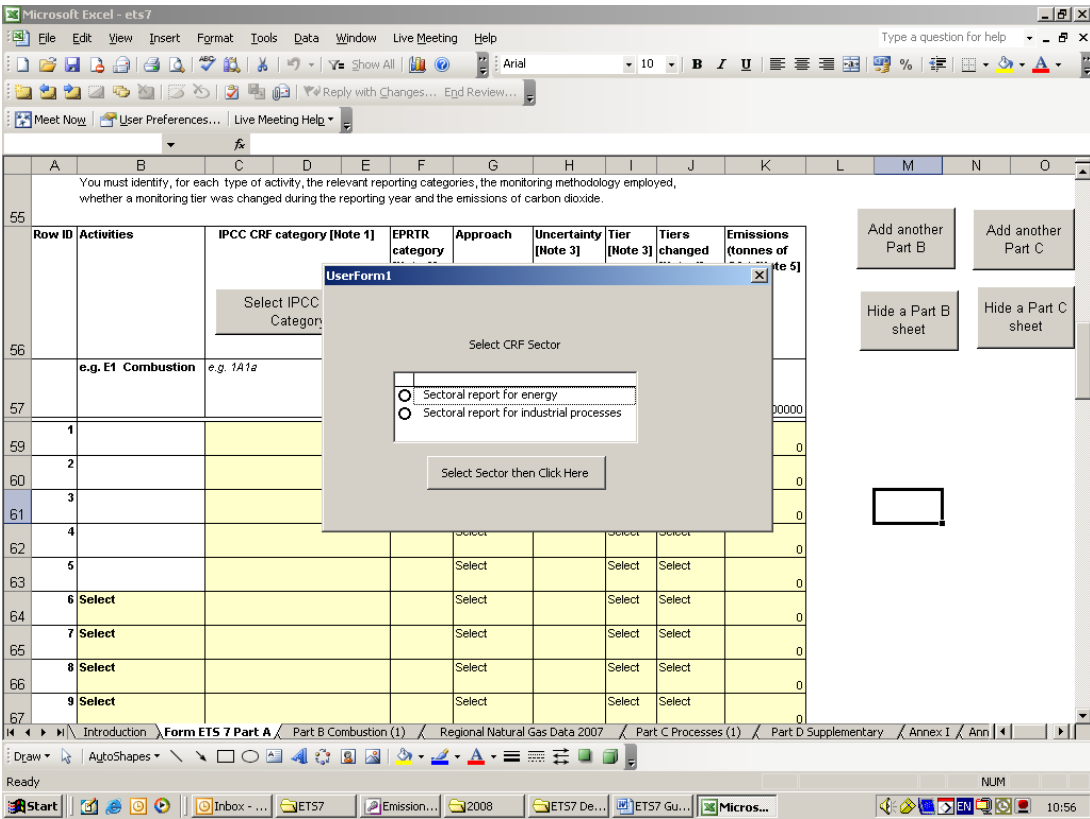 Microsoft Excel - ets7
File Edit View Insert Format Tools Data Window Live Meeting Help
Type a question for help
Show All
Arial
10
B I U
%
Reply with Changes... End Review...
Meet Now
User Preferences...
Live Meeting Help
fx
A B C D E F G H I J K L M N O
You must identify, for each type of activity, the relevant reporting categories, the monitoring methodology employed,
whether a monitoring tier was changed during the reporting year and the emissions of carbon dioxide.
55
Row ID Activities IPCC CRF category [Note 1] EPRTR Approach Uncertainty Tier Tiers Emissions
category [Note 3] [Note 3] changed (tonnes of
Add another
Part B
Add another
Part C
Select IPCC
Category
Hide a Part B
sheet
Hide a Part C
sheet
56
e.g. E1 Combustion e.g. 1A1a
57
UserForm1
Select CRF Sector
Sectoral report for energy
Sectoral report for industrial processes
Select Sector then Click Here
59 1 0
60 2 0
61 3 0
62 4 Select Select Select 0
63 5 Select Select Select 0
64 6 Select Select Select Select 0
65 7 Select Select Select Select 0
66 8 Select Select Select Select 0
67 9 Select Select Select Select 0
Introduction Form ETS 7 Part A Part B Combustion (1) Regional Natural Gas Data 2007 Part C Processes (1) Part D Supplementary Annex I Ann
Draw AutoShapes
Ready
NUM
Start
Inbox - ...
ETS7
Emission...
2008
ETS7 De...
ETS7 Gu...
Micros...
EN
10:56